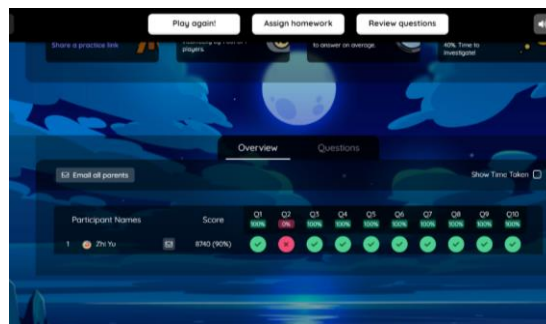 Play again! Assign homework Review questions
Share a practice link
players.
to answer on average.
40%. Time to
investigate!
Overview Questions
Email all parents Show Time Taken
Participant Names Score Q1 Q2 Q3 Q4 Q5 Q6 Q7 Q8 Q9 Q10
100% 0% 100% 100% 100% 100% 100% 100% 100% 100%
1 Zhi Yu 8740 (90%)